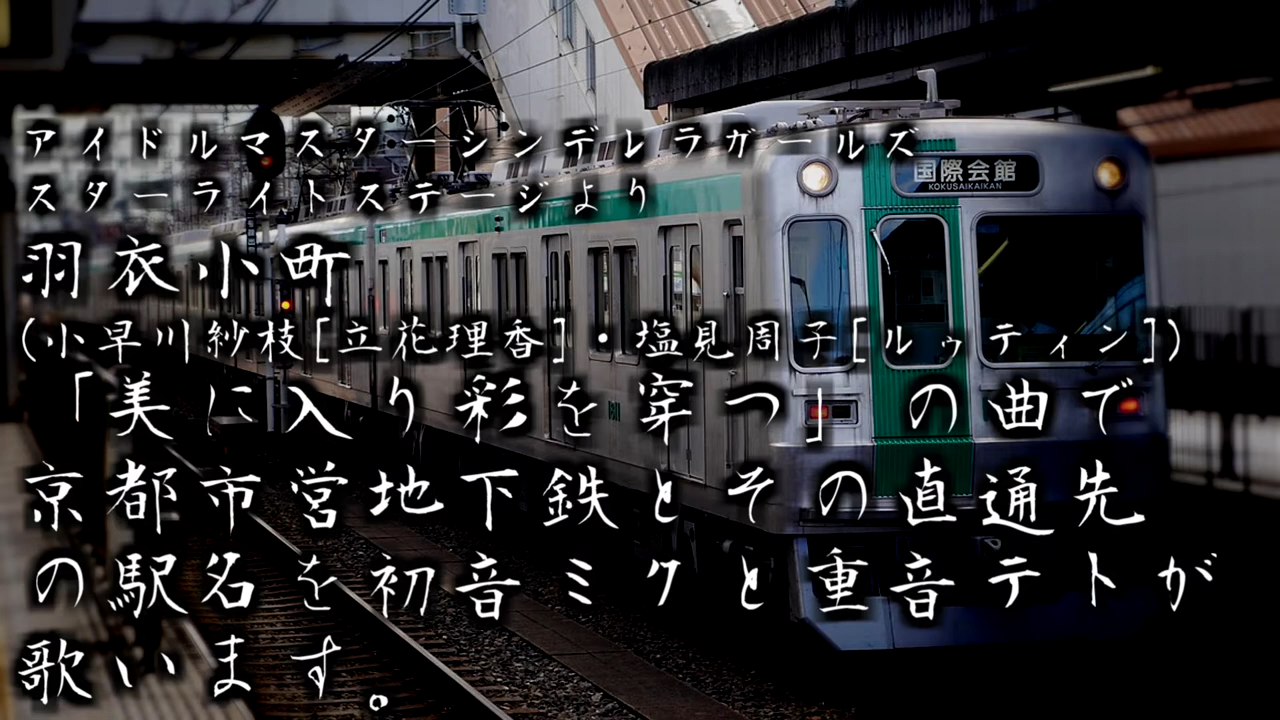 アイドルマスターシンデレラガールズ
スターライトステージより
羽衣小町
(小早川紗枝[立花理香]・塩見周子[ルゥティン])
「美に入り彩を穿つ」の曲で
京都市営地下鉄とその直通先
の駅名を初音ミクと重音テトが
歌います。
国際会館
KOKUSAIKAIKAN